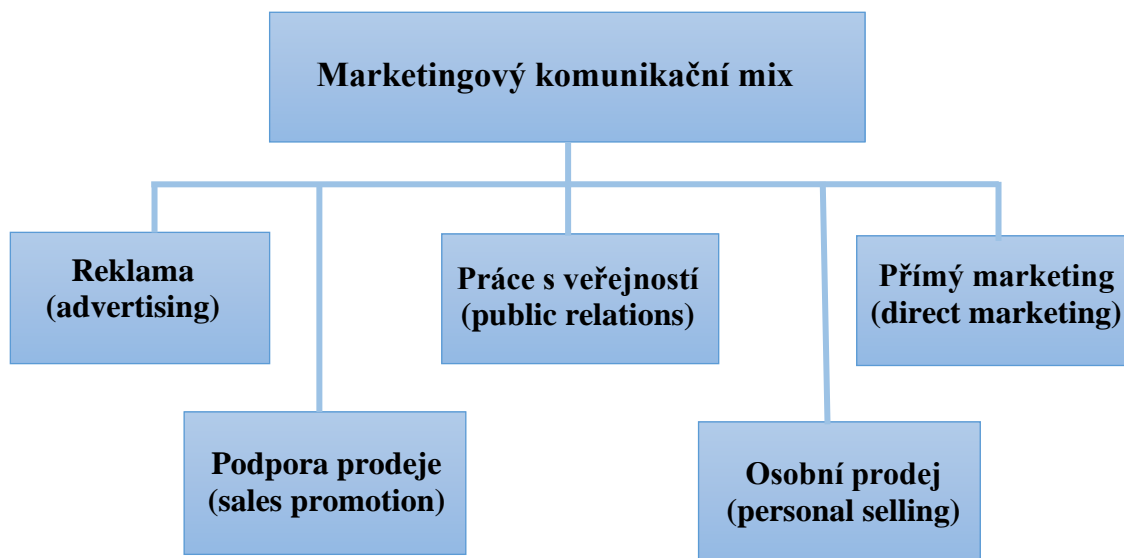 Marketingový komunikační mix
Reklama
(advertising)
Práce s veřejností
(public relations)
Přímý marketing
(direct marketing)
Podpora prodeje
(sales promotion)
Osobní prodej
(personal selling)